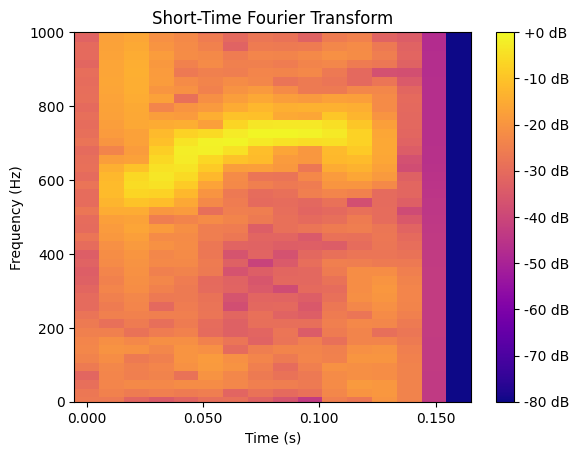 Short-Time Fourier Transform
1000
800
600
400
200
0
Frequency (Hz)
0.000
0.050
0.100
0.150
Time (s)
+0 dB
-10 dB
-20 dB
-30 dB
-40 dB
-50 dB
-60 dB
-70 dB
-80 dB